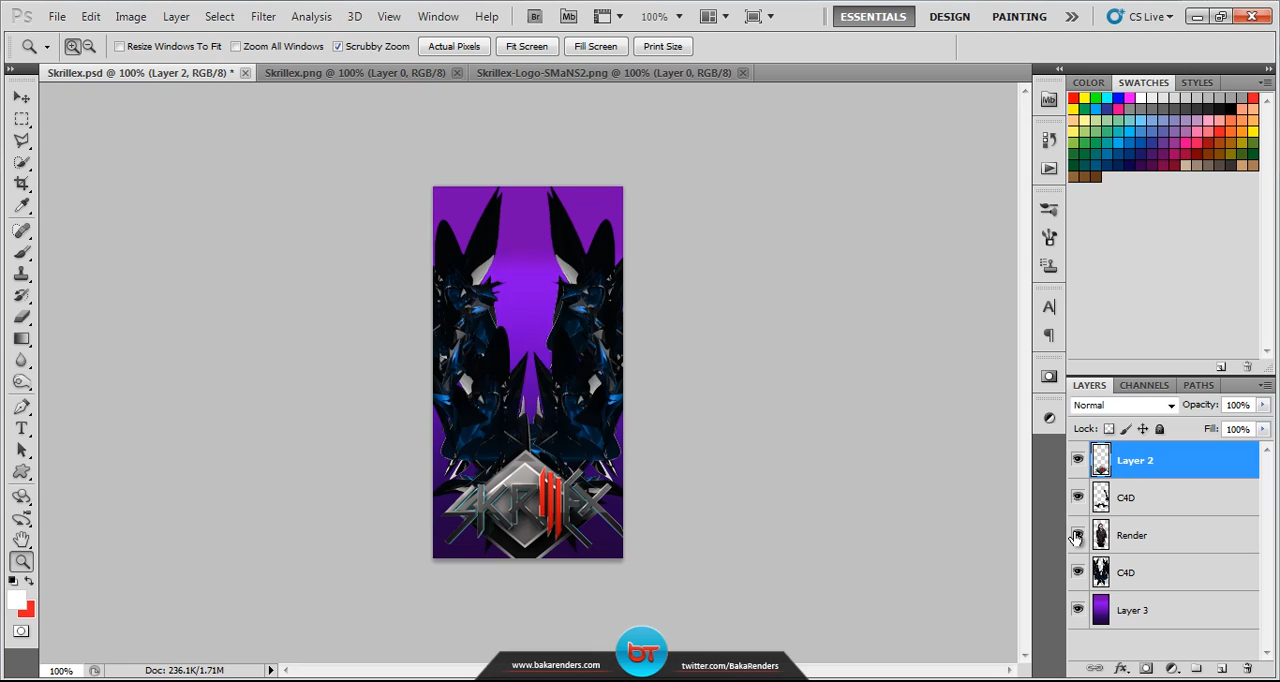 Ps File Edit Image Layer Select Filter Analysis 3D View Window Help Br Mb 100% ESSENTIALS DESIGN PAINTING CS Live
Resize Windows To Fit Zoom All Windows Scrubby Zoom Actual Pixels Fit Screen Fill Screen Print Size
Skrillex.psd @ 100% (Layer 2, RGB/8) * Skrillex.png @ 100% (Layer 0, RGB/8) Skrillex-Logo-SMaNS2.png @ 100% (Layer 0, RGB/8)
COLOR SWATCHES STYLES
Mb
SKRILLEX
LAYERS CHANNELS PATHS
Normal Opacity: 100%
Lock: Fill: 100%
Layer 2
C4D
Render
C4D
Layer 3
100% Doc: 236.1K/1.71M
www.bakarenders.com bt twitter.com/BakaRenders